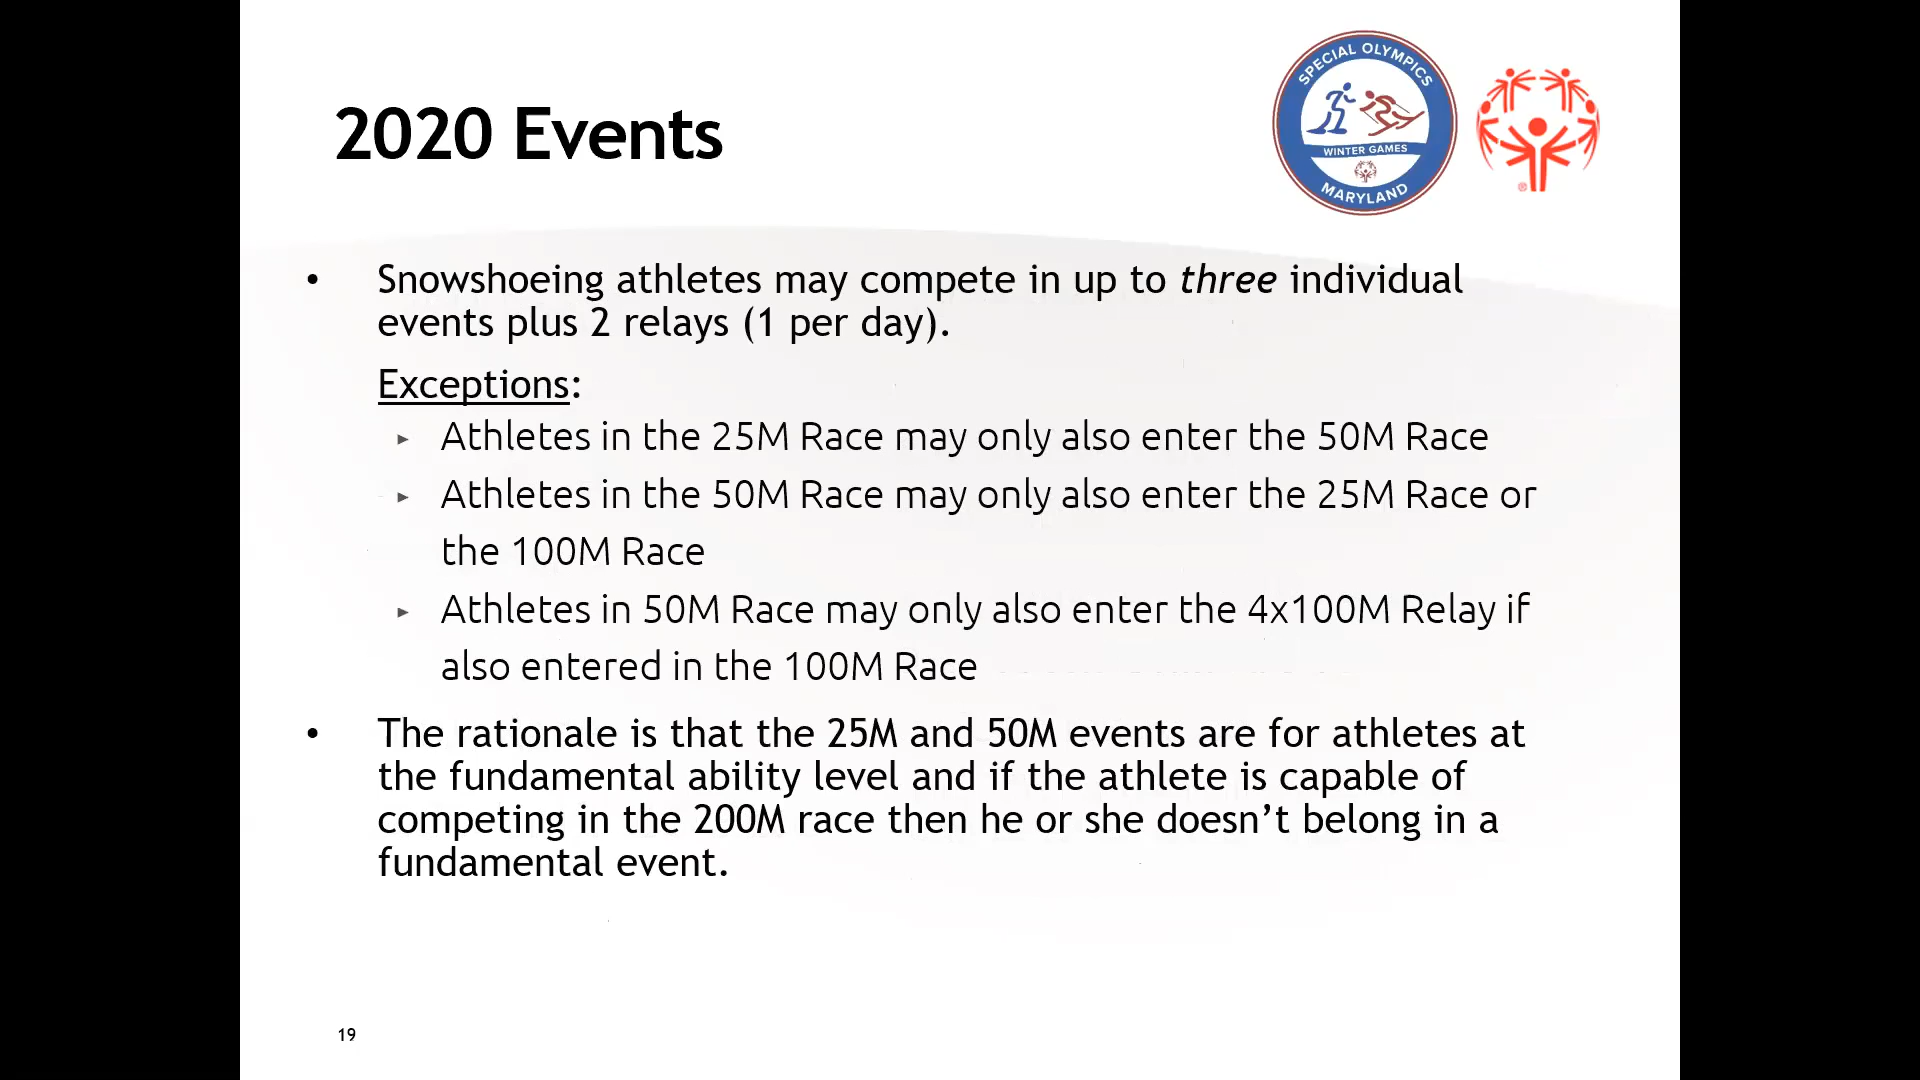 2020 Events
SPECIAL OLYMPICS
WINTER GAMES
MARYLAND
®
• Snowshoeing athletes may compete in up to three individual
events plus 2 relays (1 per day).
Exceptions:
▸ Athletes in the 25M Race may only also enter the 50M Race
▸ Athletes in the 50M Race may only also enter the 25M Race or
the 100M Race
▸ Athletes in 50M Race may only also enter the 4x100M Relay if
also entered in the 100M Race
• The rationale is that the 25M and 50M events are for athletes at
the fundamental ability level and if the athlete is capable of
competing in the 200M race then he or she doesn’t belong in a
fundamental event.
19